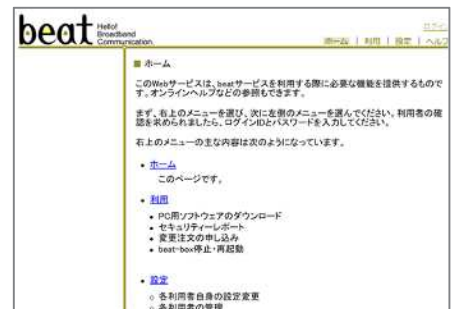 beat Hello!
Broadband
Communication.
ログイン
ホーム | 利用 | 設定 | ヘルプ
■ ホーム
このWebサービスは、beatサービスを利用する際に必要な機能を提供するもので
す。オンラインヘルプなどの参照もできます。
まず、右上のメニューを選び、次に左側のメニューを選んでください。利用者の確
認を求められましたら、ログインIDとパスワードを入力してください。
右上のメニューの主な内容は次のようになっています。
• ホーム
このページです。
• 利用
• PC用ソフトウェアのダウンロード
• セキュリティーレポート
• 変更注文の申し込み
• beat-box停止・再起動
• 設定
○ 各利用者自身の設定変更
○ 各利用者の管理